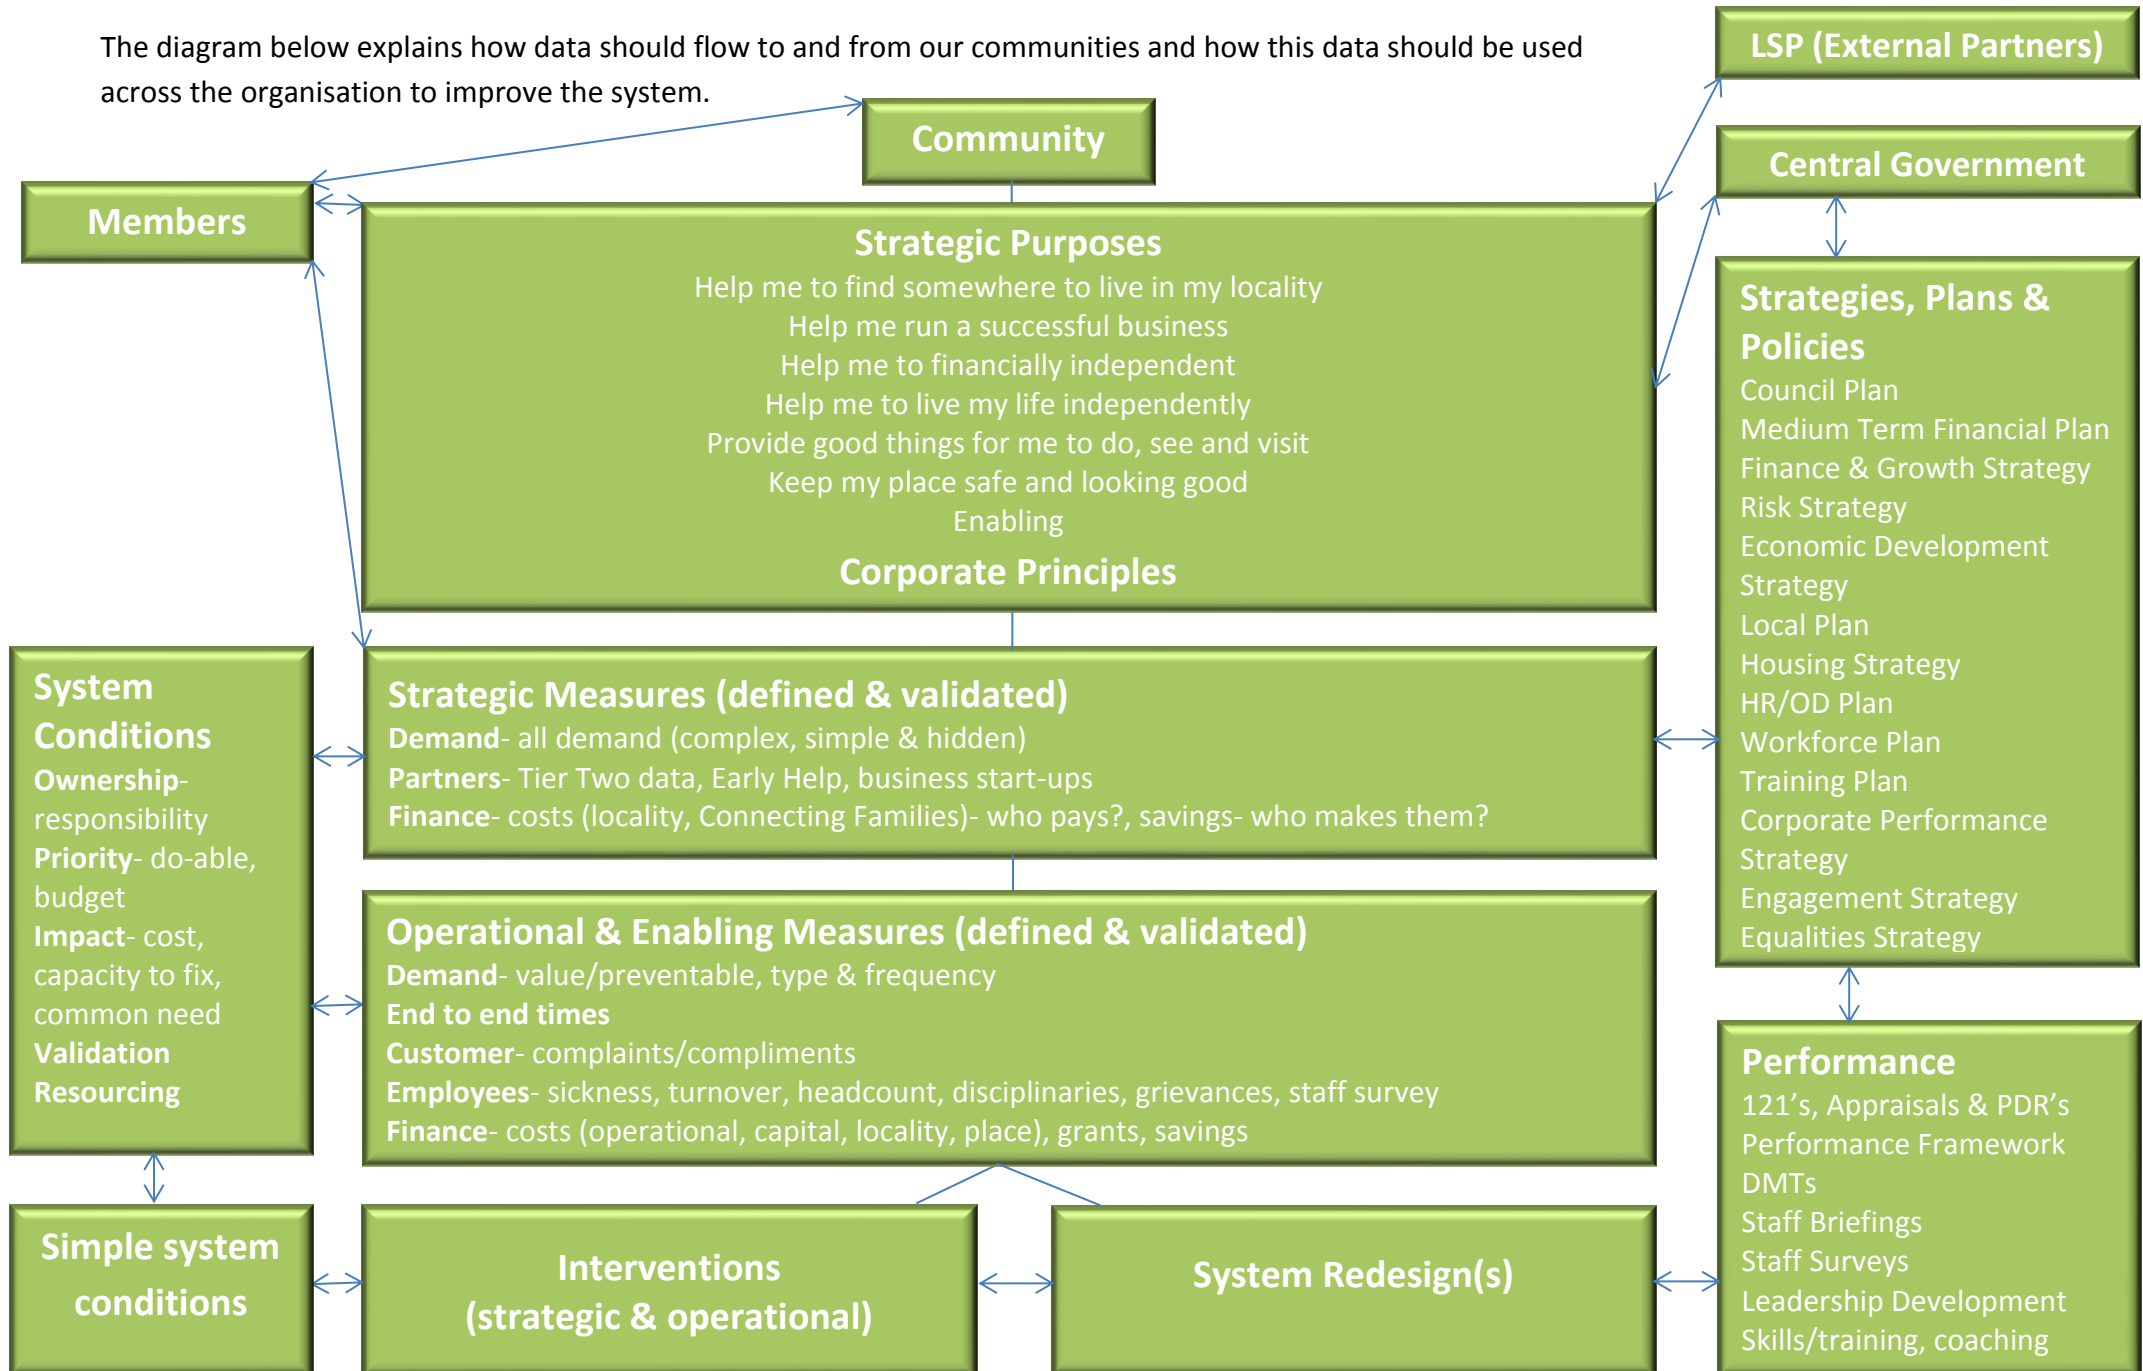 The diagram below explains how data should flow to and from our communities and how this data should be used
across the organisation to improve the system.
LSP (External Partners)
Community
Central Government
Members
Strategic Purposes
Help me to find somewhere to live in my locality
Help me run a successful business
Help me to financially independent
Help me to live my life independently
Provide good things for me to do, see and visit
Keep my place safe and looking good
Enabling
Corporate Principles
Strategies, Plans &
Policies
Council Plan
Medium Term Financial Plan
Finance & Growth Strategy
Risk Strategy
Economic Development
Strategy
Local Plan
Housing Strategy
HR/OD Plan
Workforce Plan
Training Plan
Corporate Performance
Strategy
Engagement Strategy
Equalities Strategy
System
Conditions
Ownership-
responsibility
Priority- do-able,
budget
Impact- cost,
capacity to fix,
common need
Validation
Resourcing
Strategic Measures (defined & validated)
Demand- all demand (complex, simple & hidden)
Partners- Tier Two data, Early Help, business start-ups
Finance- costs (locality, Connecting Families)- who pays?, savings- who makes them?
Operational & Enabling Measures (defined & validated)
Demand- value/preventable, type & frequency
End to end times
Customer- complaints/compliments
Employees- sickness, turnover, headcount, disciplinaries, grievances, staff survey
Finance- costs (operational, capital, locality, place), grants, savings
Performance
121's, Appraisals & PDR's
Performance Framework
DMTs
Staff Briefings
Staff Surveys
Leadership Development
Skills/training, coaching
Simple system
conditions
Interventions
(strategic & operational)
System Redesign(s)